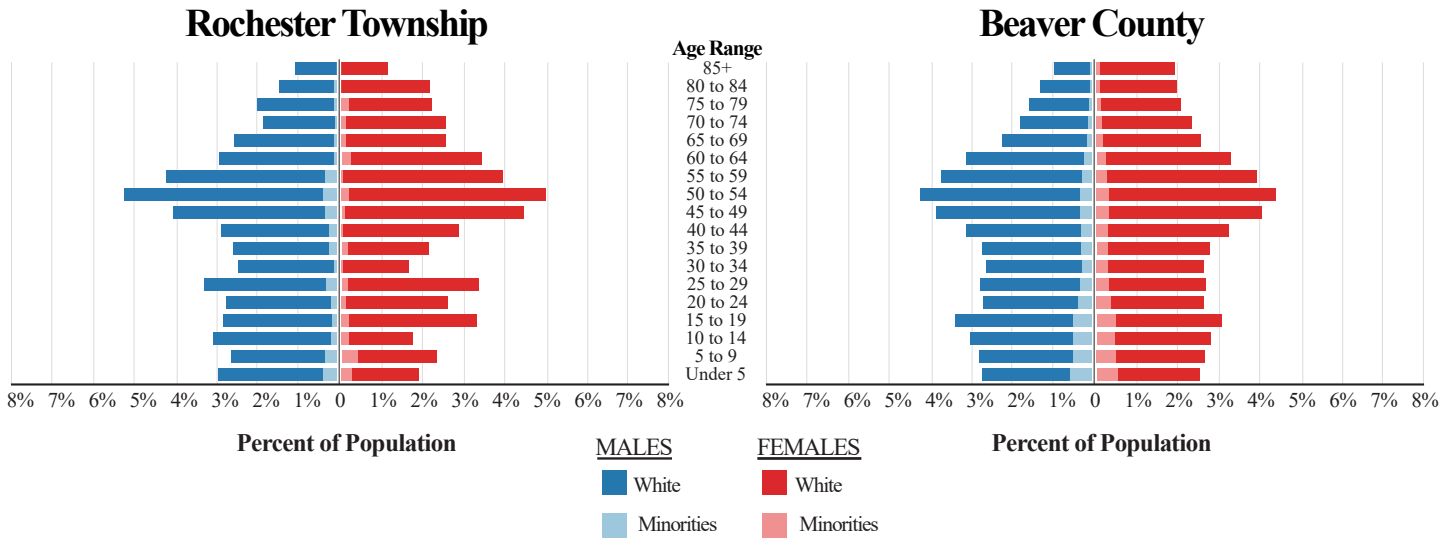 Rochester Township
Beaver County
Age Range
85+
80 to 84
75 to 79
70 to 74
65 to 69
60 to 64
55 to 59
50 to 54
45 to 49
40 to 44
35 to 39
30 to 34
25 to 29
20 to 24
15 to 19
10 to 14
5 to 9
Under 5
8% 7% 6% 5% 4% 3% 2% 1% 0 1% 2% 3% 4% 5% 6% 7% 8%
8% 7% 6% 5% 4% 3% 2% 1% 0 1% 2% 3% 4% 5% 6% 7% 8%
Percent of Population
Percent of Population
MALES
FEMALES
White
White
Minorities
Minorities